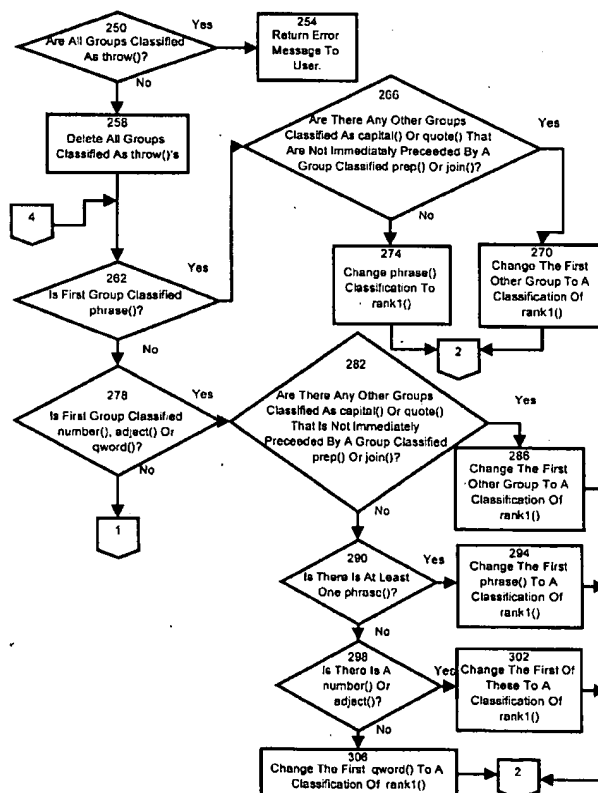 250
Are All Groups Classified
As throw()?
Yes
254
Return Error
Message To
User.
No
258
Delete All Groups
Classified As throw()'s
4
262
Is First Group Classified
phrase()?
Yes
No
266
Are There Any Other Groups
Classified As capital() Or quote() That
Are Not Immediately Preceeded By A
Group Classified prep() Or join()?
Yes
No
274
Change phrase()
Classification To
rank1()
270
Change The First
Other Group To A
Classification Of
rank1()
2
278
Is First Group Classified
number(), adject() Or
qword()?
Yes
No
1
282
Are There Any Other Groups
Classified As capital() Or quote()
That Is Not Immediately
Preceeded By A Group Classified
prep() Or join()?
Yes
No
286
Change The First
Other Group To A
Classification Of
rank1()
290
Is There Is At Least
One phrase()?
Yes
No
294
Change The First
phrase() To A
Classification Of
rank1()
298
Is There Is A
number() Or
adject()?
Yes
No
302
Change The First Of
These To A
Classification Of
rank1()
306
Change The First qword() To A
Classification Of rank1()
2